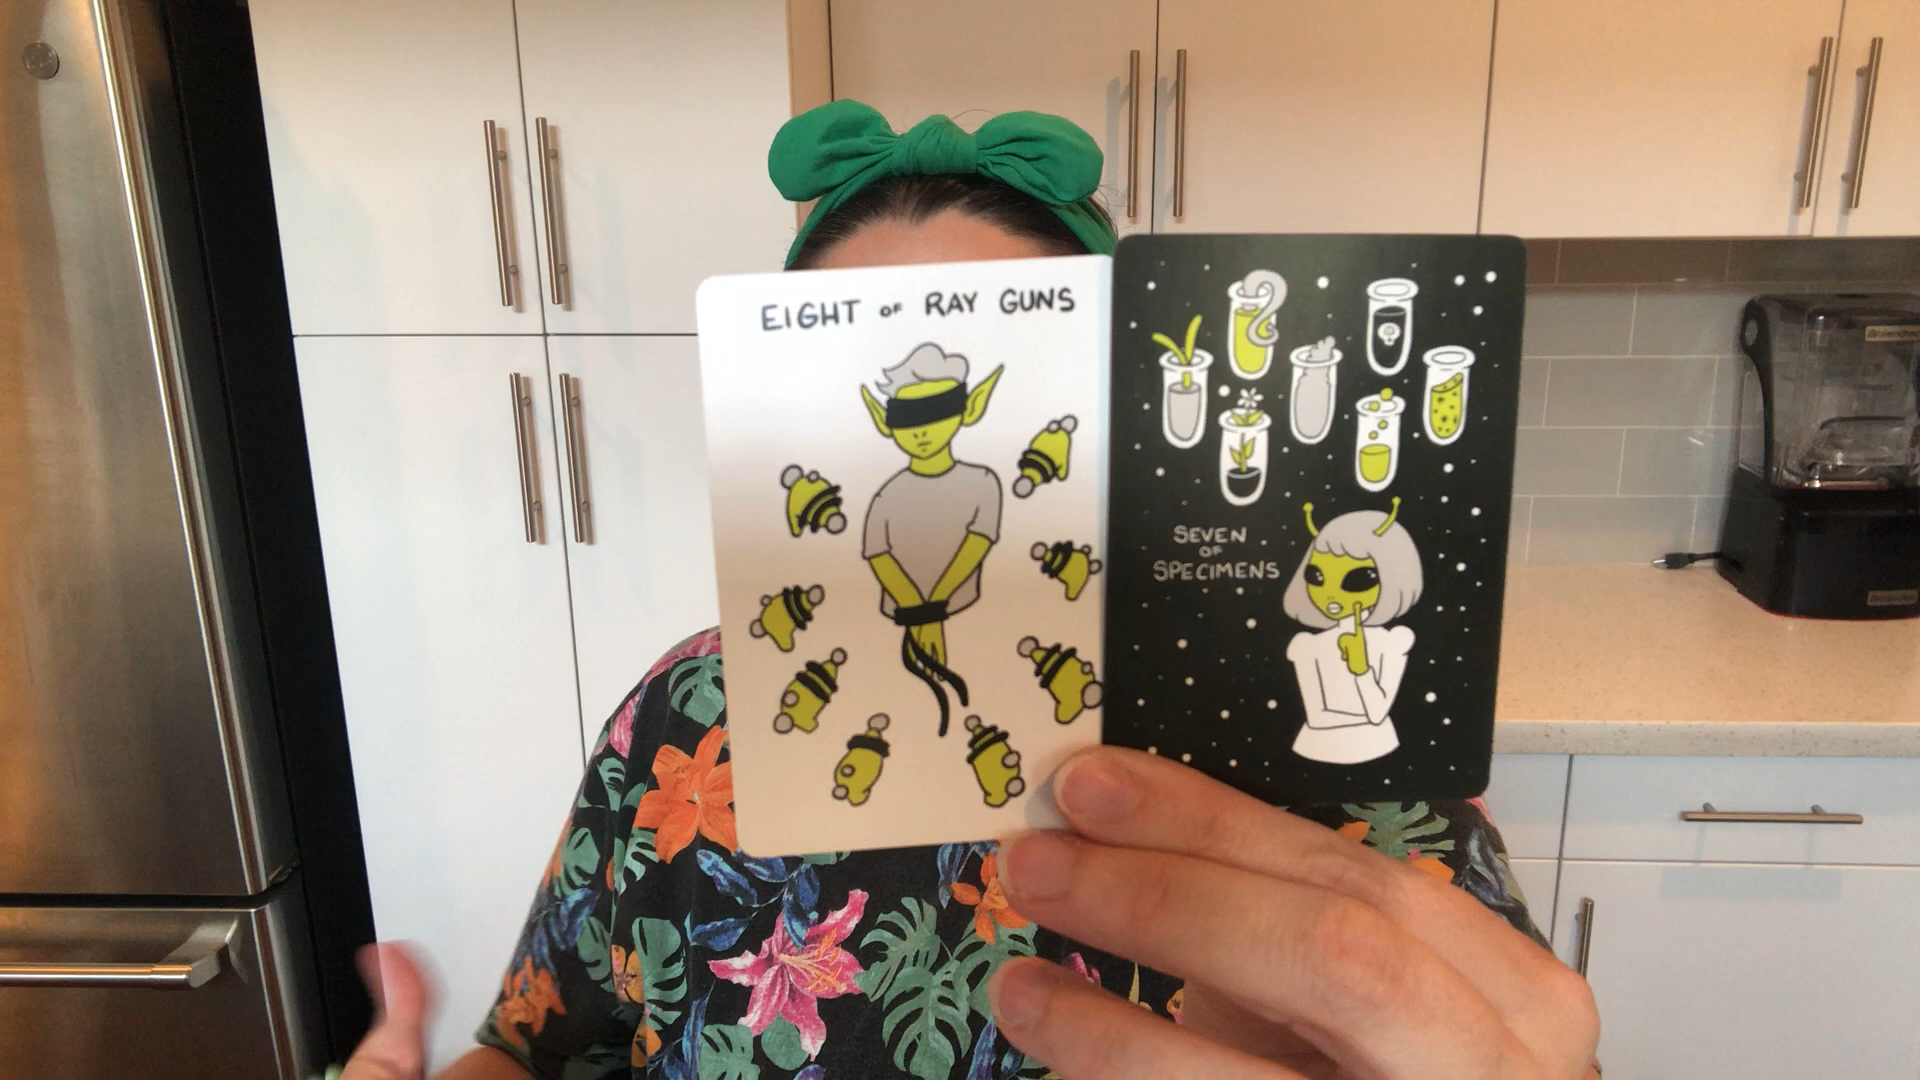 EIGHT OF RAY GUNS
SEVEN
OF
SPECIMENS